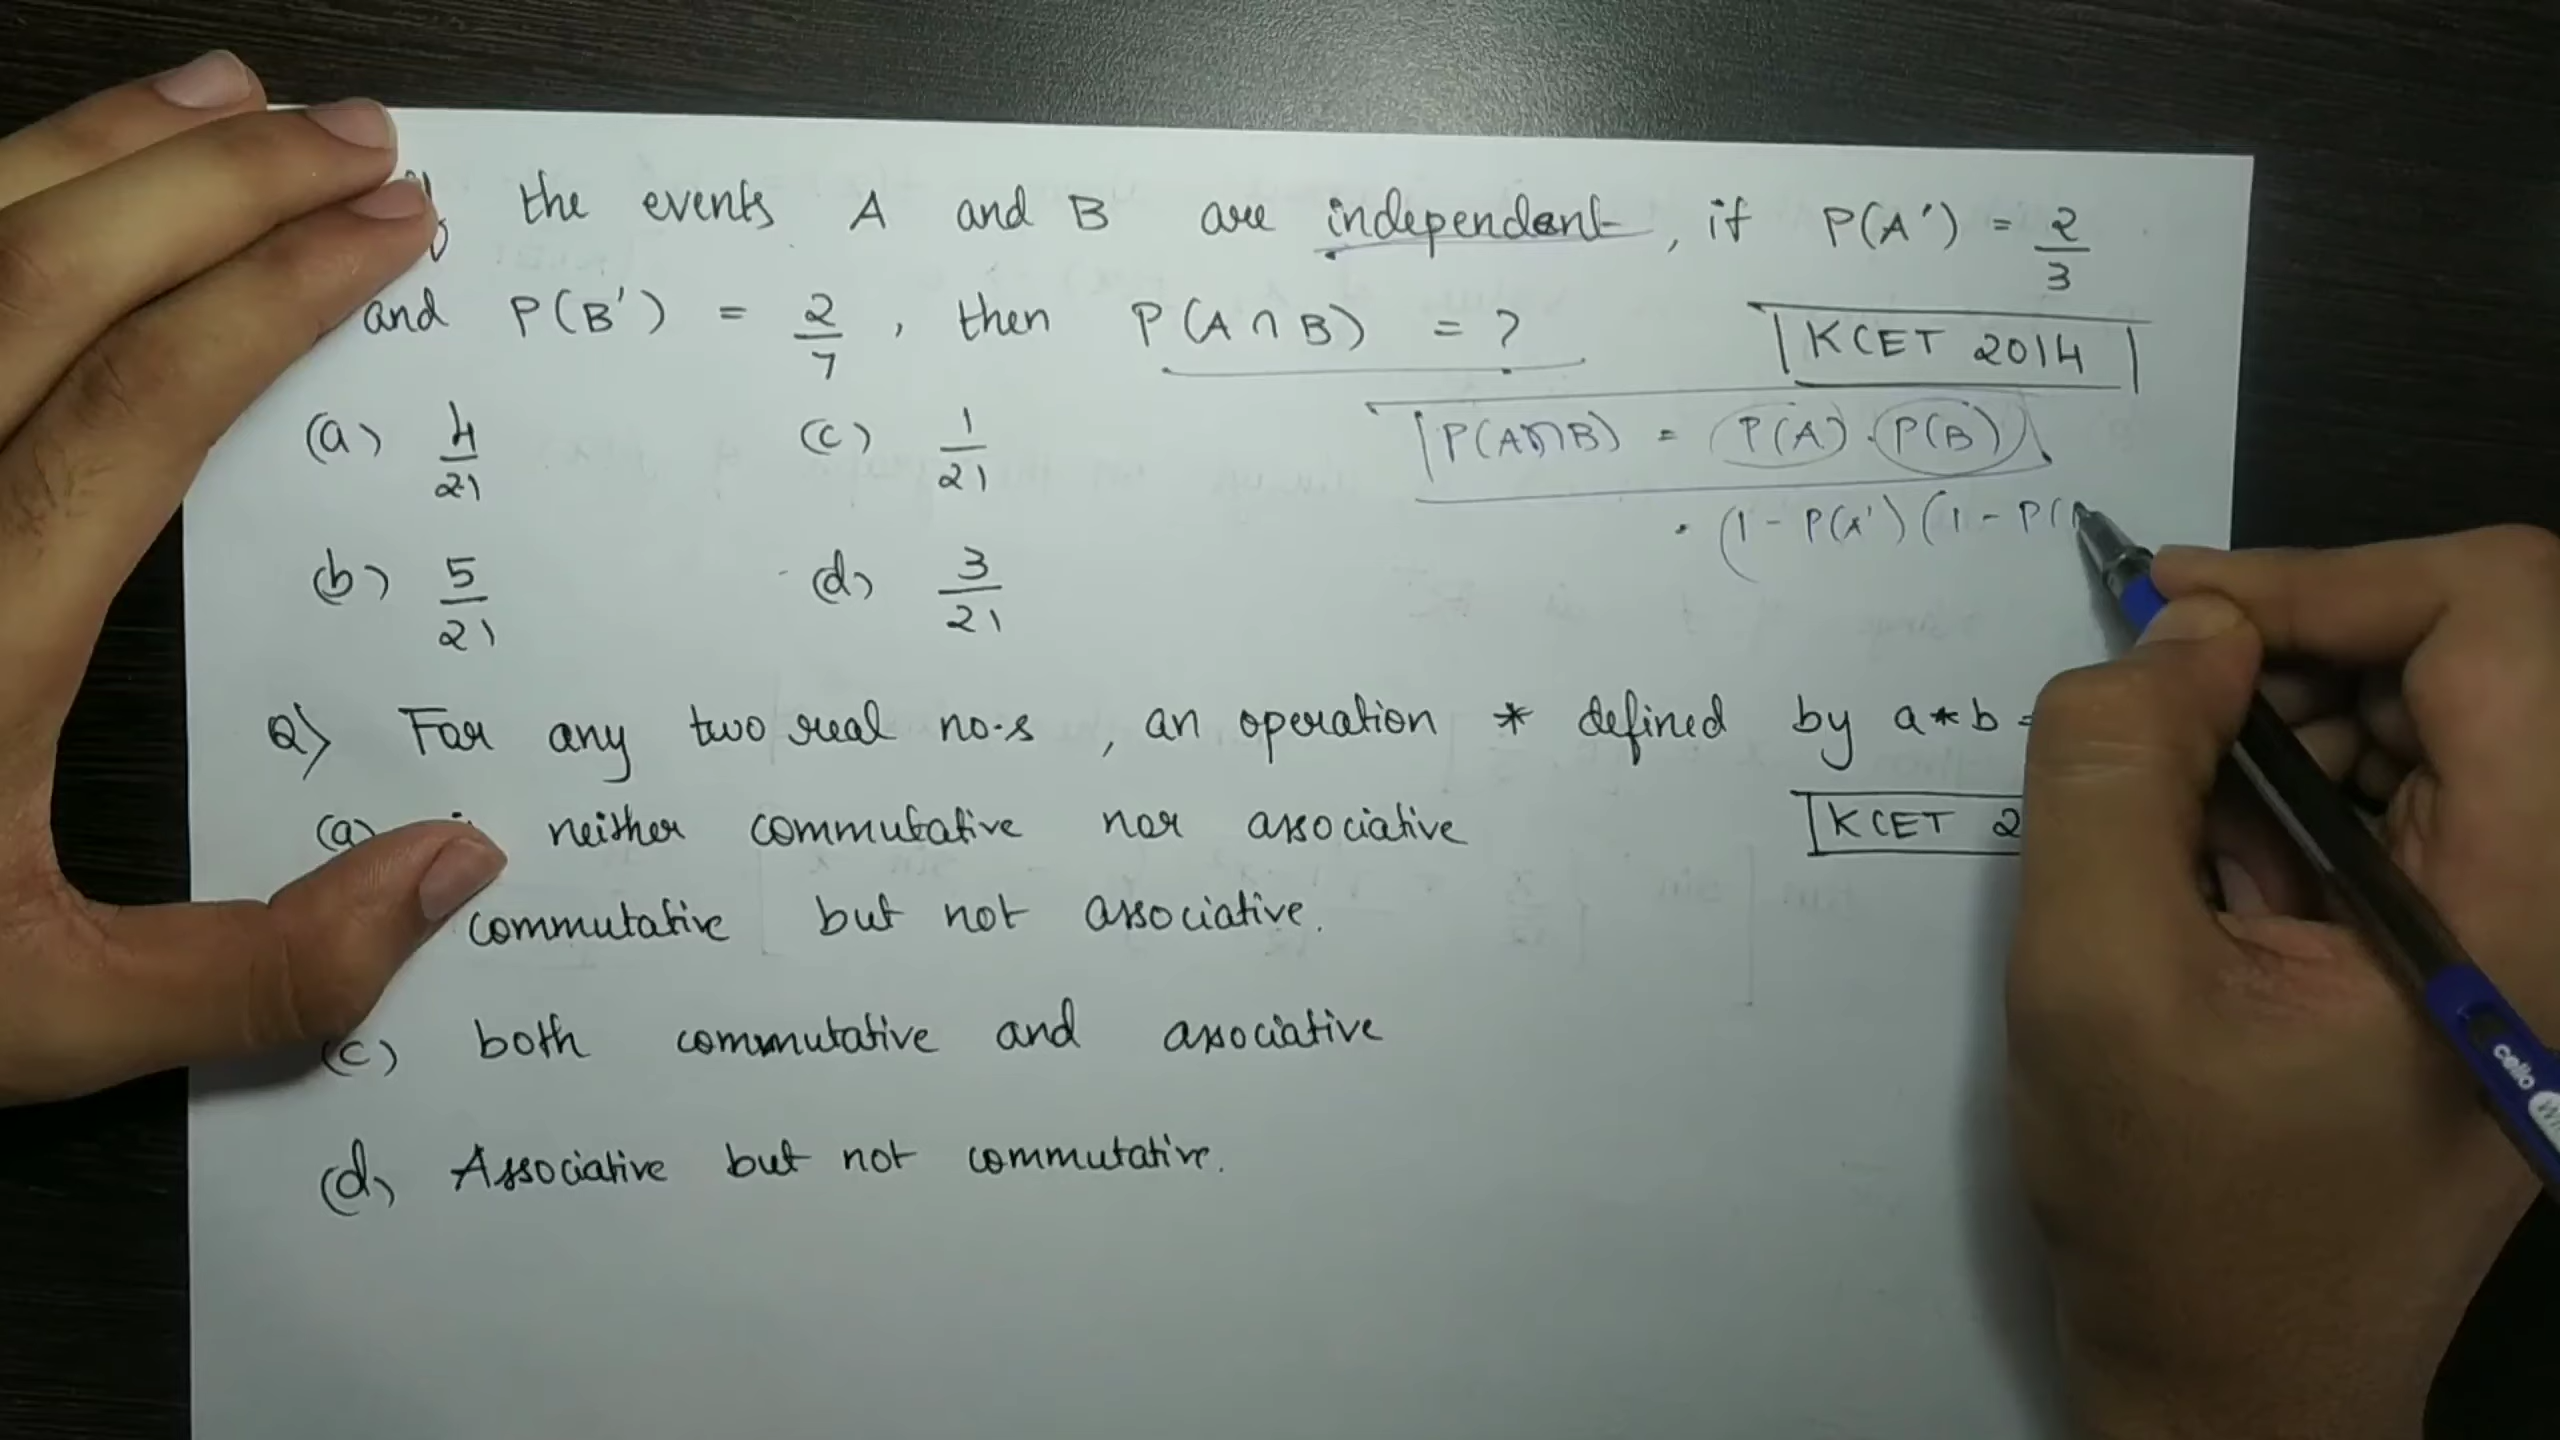 the events A and B are independent, if P(A') = 2/3
and P(B') = 2/7, then P(A ∩ B) = ?
KCET 2014
(a) 4/21 (c) 1/21
P(A∩B) = P(A) · P(B)
= (1 - P(A')) (1 - P(
(b) 5/21 (d) 3/21
Q) For any two real no.s, an operation * defined by a*b =
(a) neither commutative nor associative
KCET 2
commutative but not associative.
(c) both commutative and associative
(d) Associative but not commutative.
cello